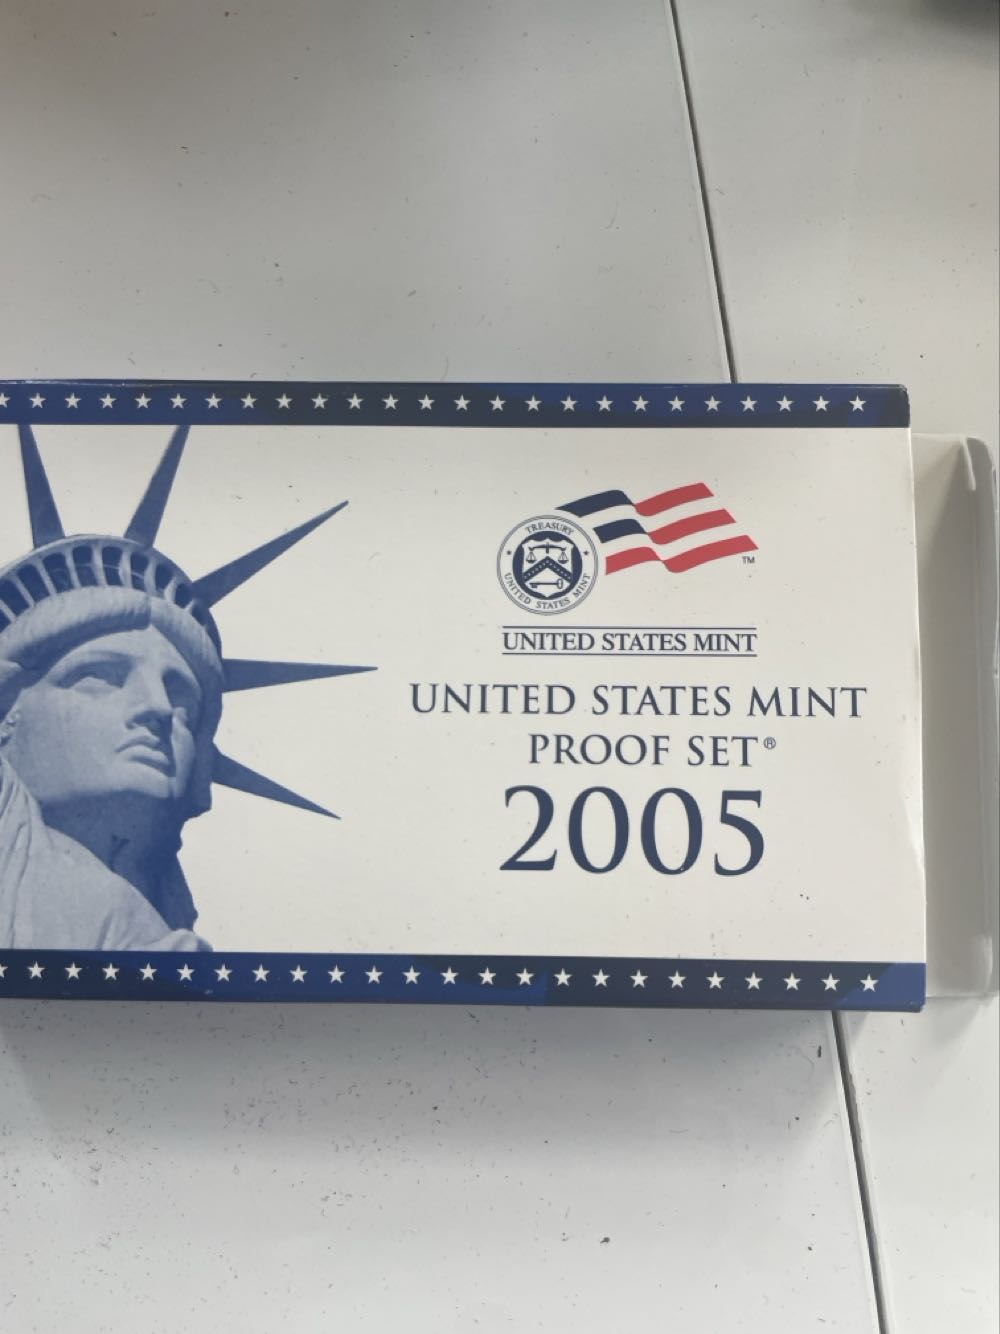 TREASURY
UNITED STATES MINT
TM
UNITED STATES MINT
UNITED STATES MINT
PROOF SET®
2005